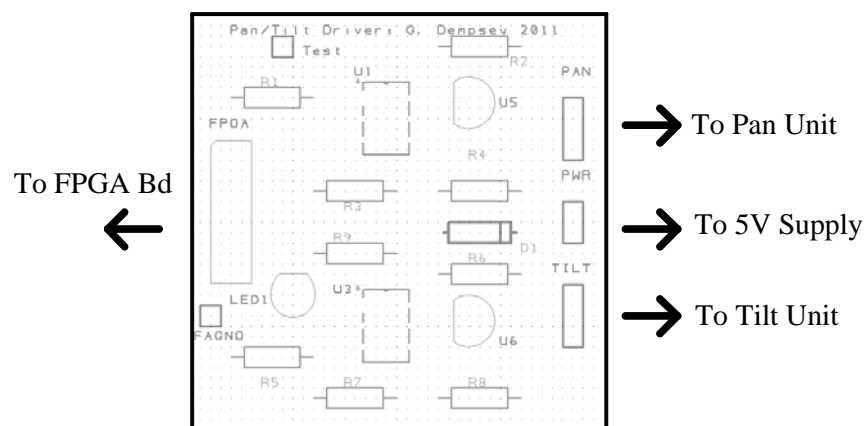 Pan/Tilt Driver: G. Dempsey 2011
Test
R2
U1
PAN
R1
U5
To Pan Unit
FPGA
R4
To FPGA Bd
PWR
R3
To 5V Supply
R9
D1
R6
TILT
LED1
U3*
To Tilt Unit
FAGND
U6
R5
R7
R8